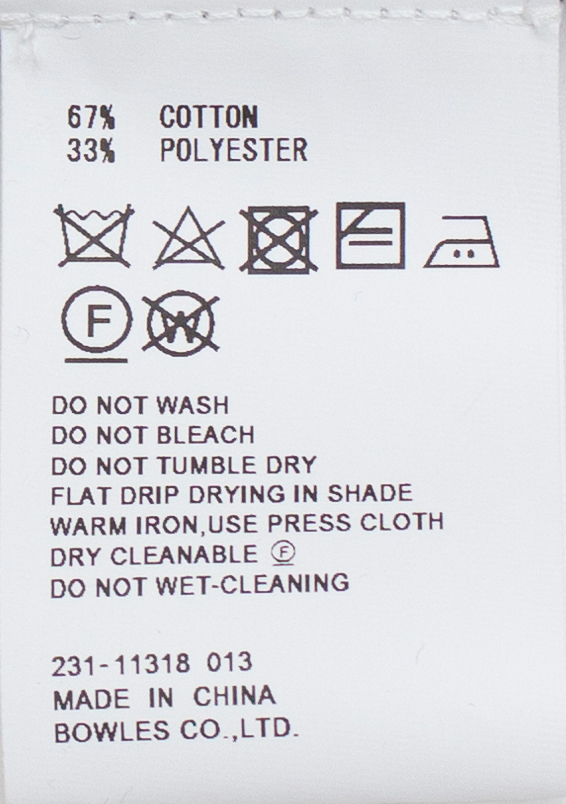 67% COTTON
33% POLYESTER
F W
DO NOT WASH
DO NOT BLEACH
DO NOT TUMBLE DRY
FLAT DRIP DRYING IN SHADE
WARM IRON,USE PRESS CLOTH
DRY CLEANABLE Ⓕ
DO NOT WET-CLEANING
231-11318 013
MADE IN CHINA
BOWLES CO.,LTD.